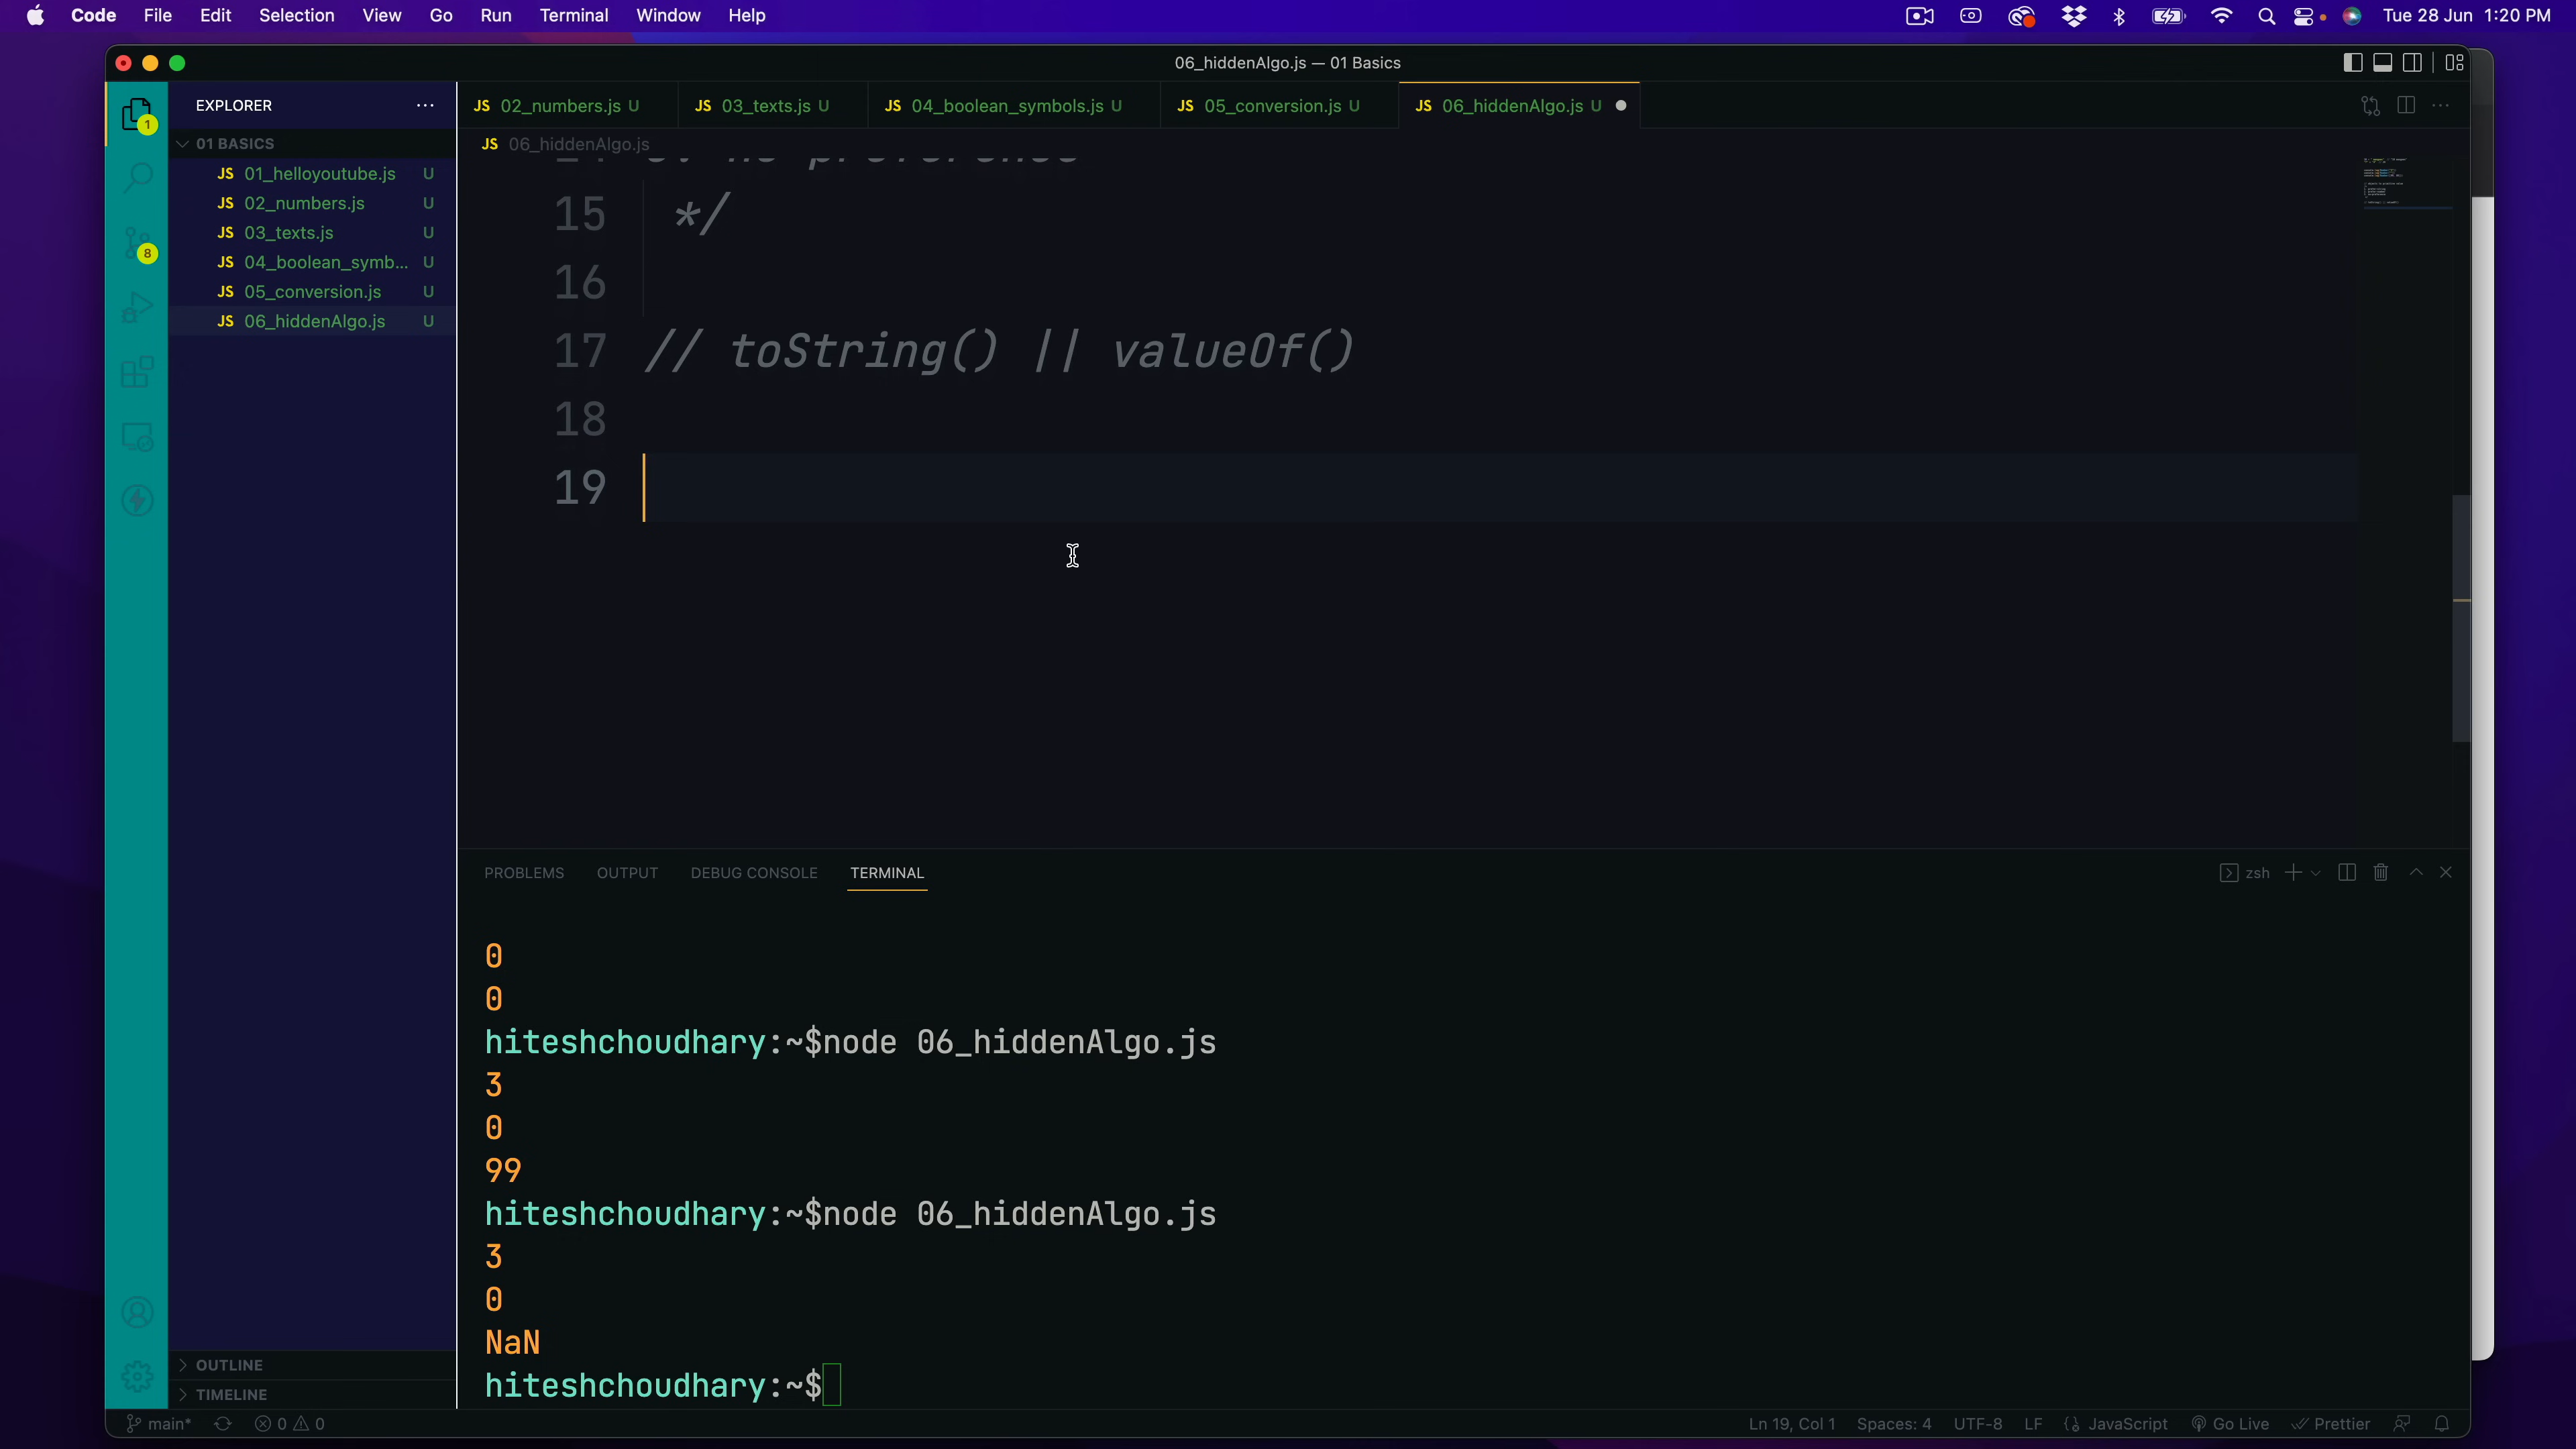 Code File Edit Selection View Go Run Terminal Window Help
Tue 28 Jun 1:20 PM
06_hiddenAlgo.js — 01 Basics
EXPLORER
1
8
01 BASICS
JS 01_helloyoutube.js U
JS 02_numbers.js U
JS 03_texts.js U
JS 04_boolean_symb... U
JS 05_conversion.js U
JS 06_hiddenAlgo.js U
OUTLINE
TIMELINE
JS 02_numbers.js U JS 03_texts.js U JS 04_boolean_symbols.js U JS 05_conversion.js U JS 06_hiddenAlgo.js U
JS 06_hiddenAlgo.js
15 */
16
17 // toString() || valueOf()
18
19
PROBLEMS OUTPUT DEBUG CONSOLE TERMINAL
zsh
0
0
hiteshchoudhary:~$node 06_hiddenAlgo.js
3
0
99
hiteshchoudhary:~$node 06_hiddenAlgo.js
3
0
NaN
hiteshchoudhary:~$
main* 0 0
Ln 19, Col 1 Spaces: 4 UTF-8 LF JavaScript Go Live Prettier